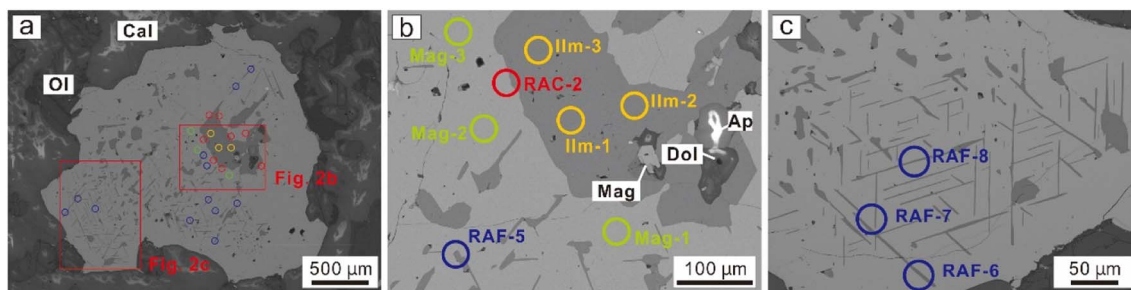 a
Cal
Ol
Fig. 2b
Fig. 2c
500 μm
b
Mag-3
Ilm-3
RAC-2
Ilm-2
Mag-2
Ilm-1
Ap
Dol
Mag
RAF-5
Mag-1
100 μm
c
RAF-8
RAF-7
RAF-6
50 μm